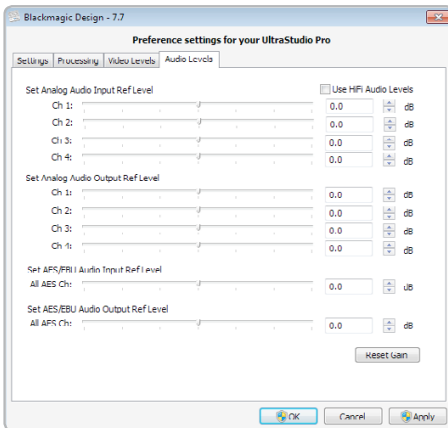 Blackmagic Design - 7.7
Preference settings for your UltraStudio Pro
Settings Processing Video Levels Audio Levels
Set Analog Audio Input Ref Level Use HiFi Audio Levels
Ch 1: 0.0 dB
Ch 2: 0.0 dB
Ch 3: 0.0 dB
Ch 4: 0.0 dB
Set Analog Audio Output Ref Level
Ch 1: 0.0 dB
Ch 2: 0.0 dB
Ch 3: 0.0 dB
Ch 4: 0.0 dB
Set AES/EBU Audio Input Ref Level
All AES Ch: 0.0 dB
Set AES/EBU Audio Output Ref Level
All AES Ch: 0.0 dB
Reset Gain
OK Cancel Apply